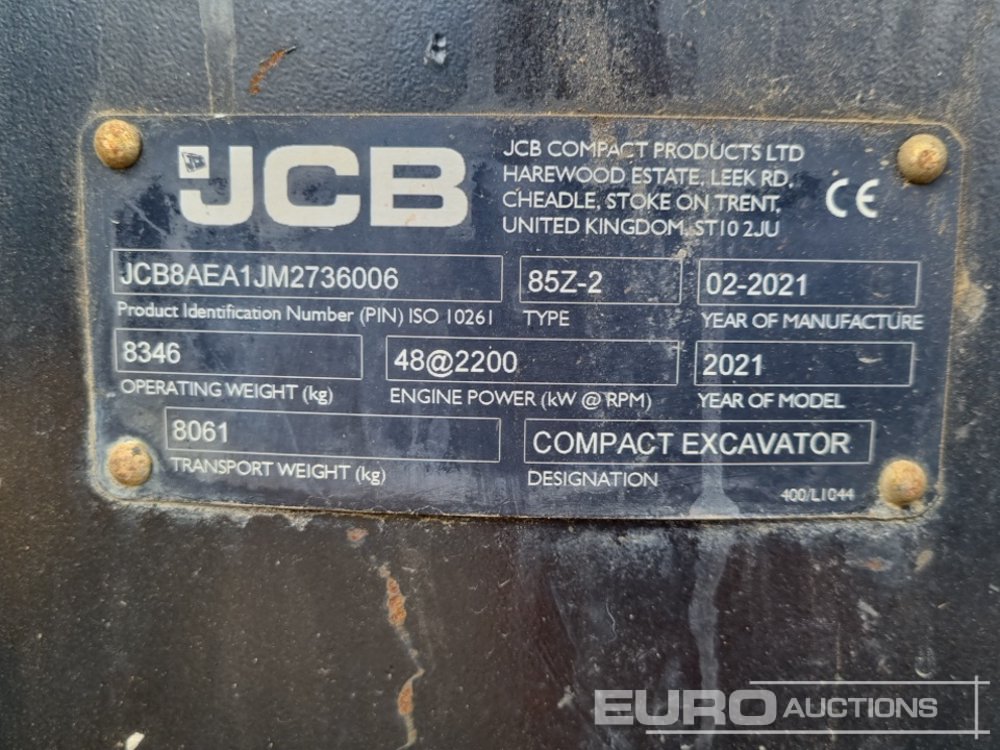 JCB
JCB COMPACT PRODUCTS LTD
HAREWOOD ESTATE, LEEK RD,
CHEADLE, STOKE ON TRENT,
UNITED KINGDOM, ST10 2JU
CE
JCB8AEA1JM2736006
85Z-2
02-2021
Product Identification Number (PIN) ISO 10261
TYPE
YEAR OF MANUFACTURE
8346
48@2200
2021
OPERATING WEIGHT (kg)
ENGINE POWER (kW @ RPM)
YEAR OF MODEL
8061
COMPACT EXCAVATOR
TRANSPORT WEIGHT (kg)
DESIGNATION
400/L1044
EURO AUCTIONS